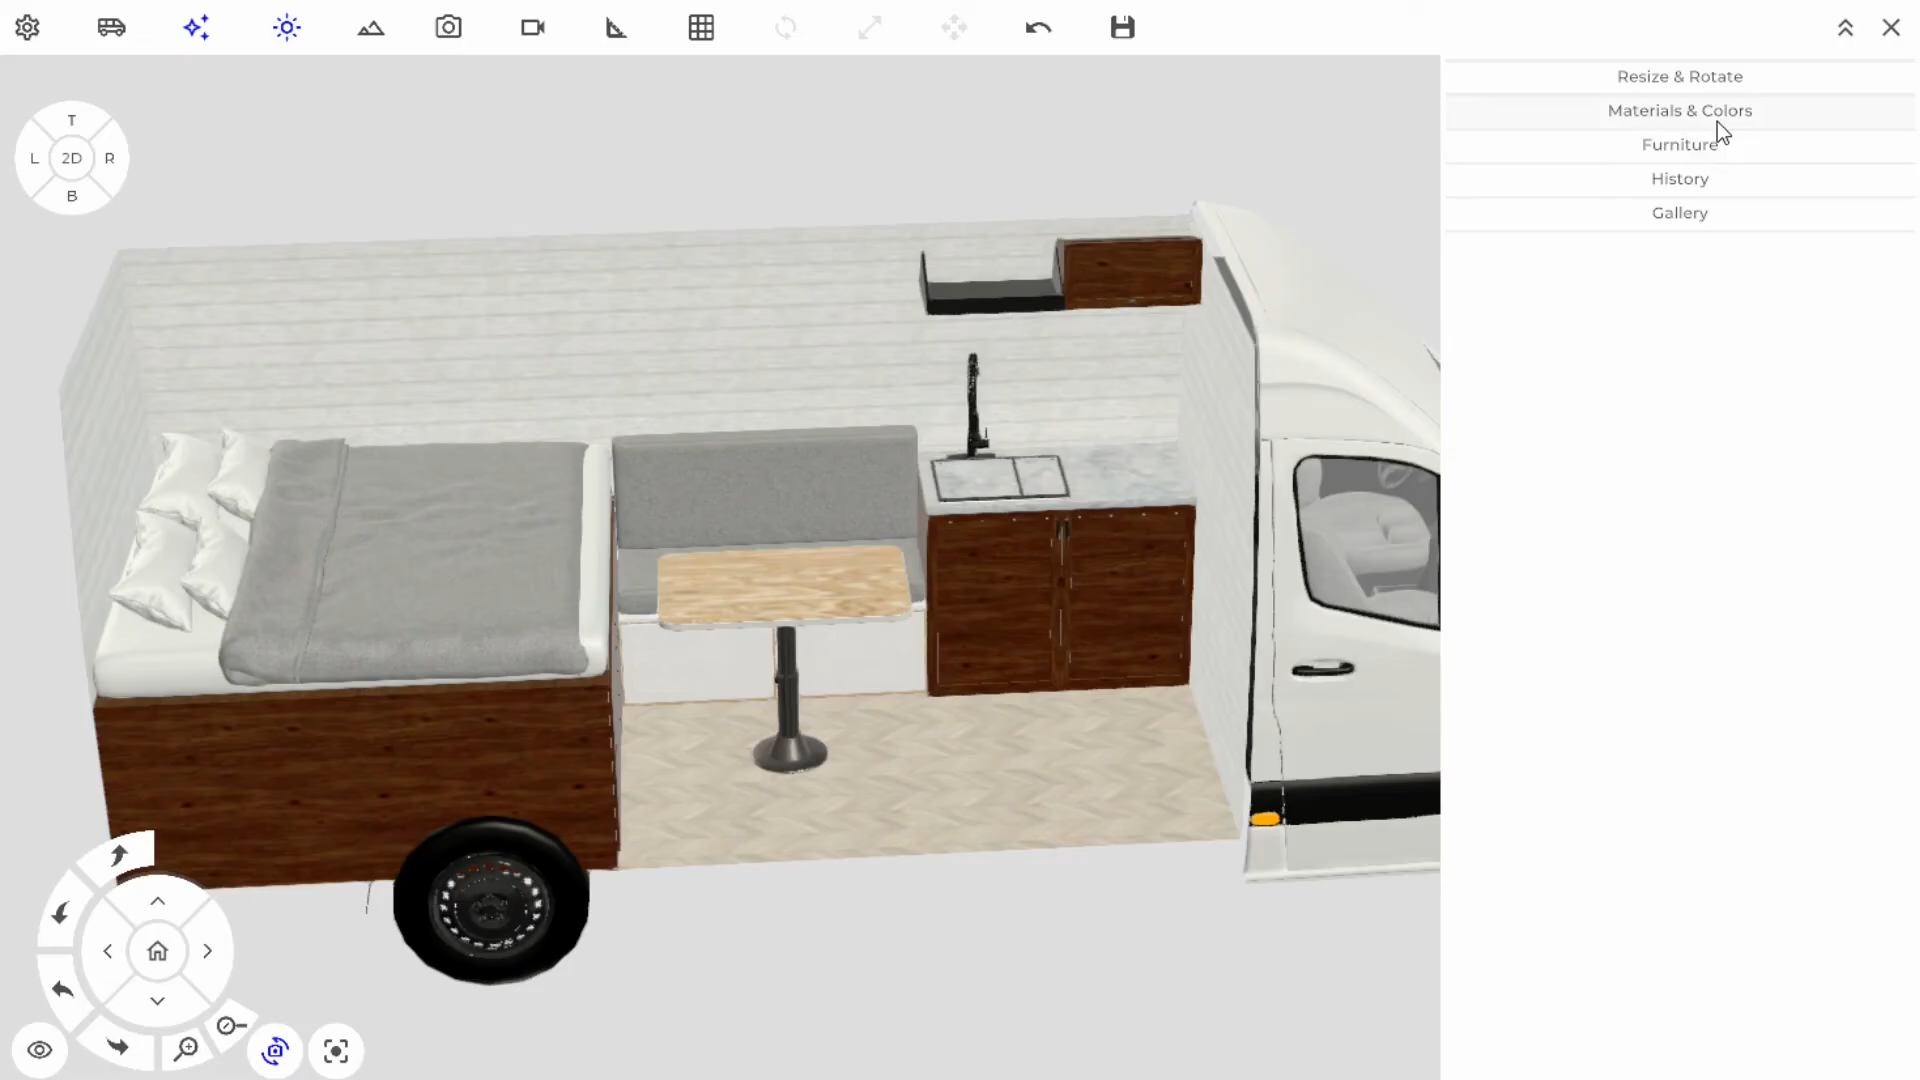 Resize & Rotate
Materials & Colors
Furniture
History
Gallery
T
L 2D R
B